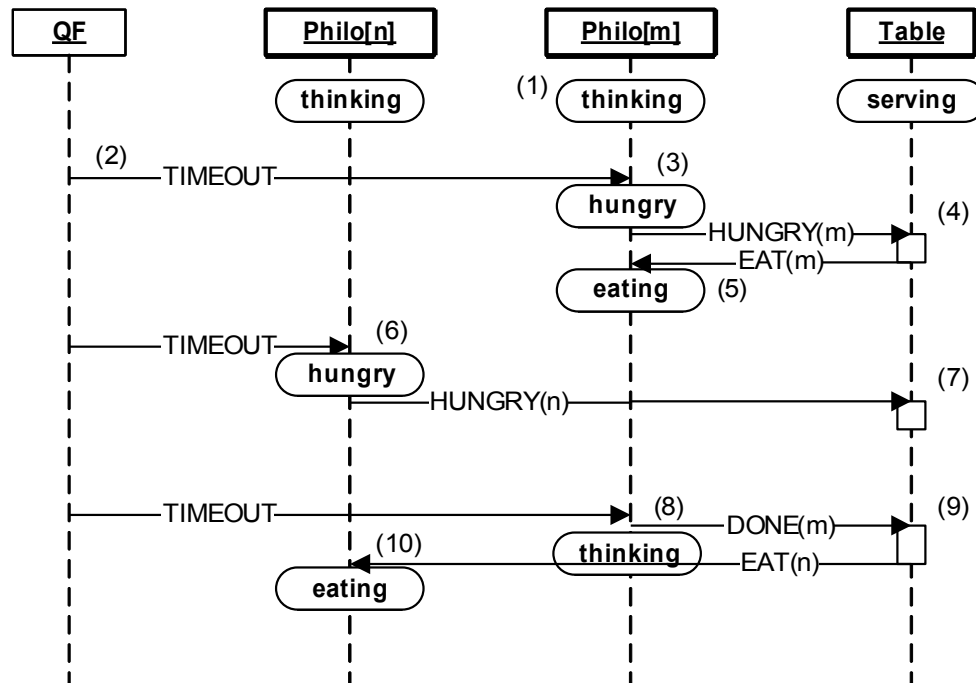 QF Philo[n] Philo[m] Table
thinking (1) thinking serving
(2) TIMEOUT (3)
hungry
HUNGRY(m) (4)
EAT(m)
eating (5)
TIMEOUT (6)
hungry
HUNGRY(n) (7)
TIMEOUT (8) DONE(m) (9)
(10) thinking EAT(n)
eating